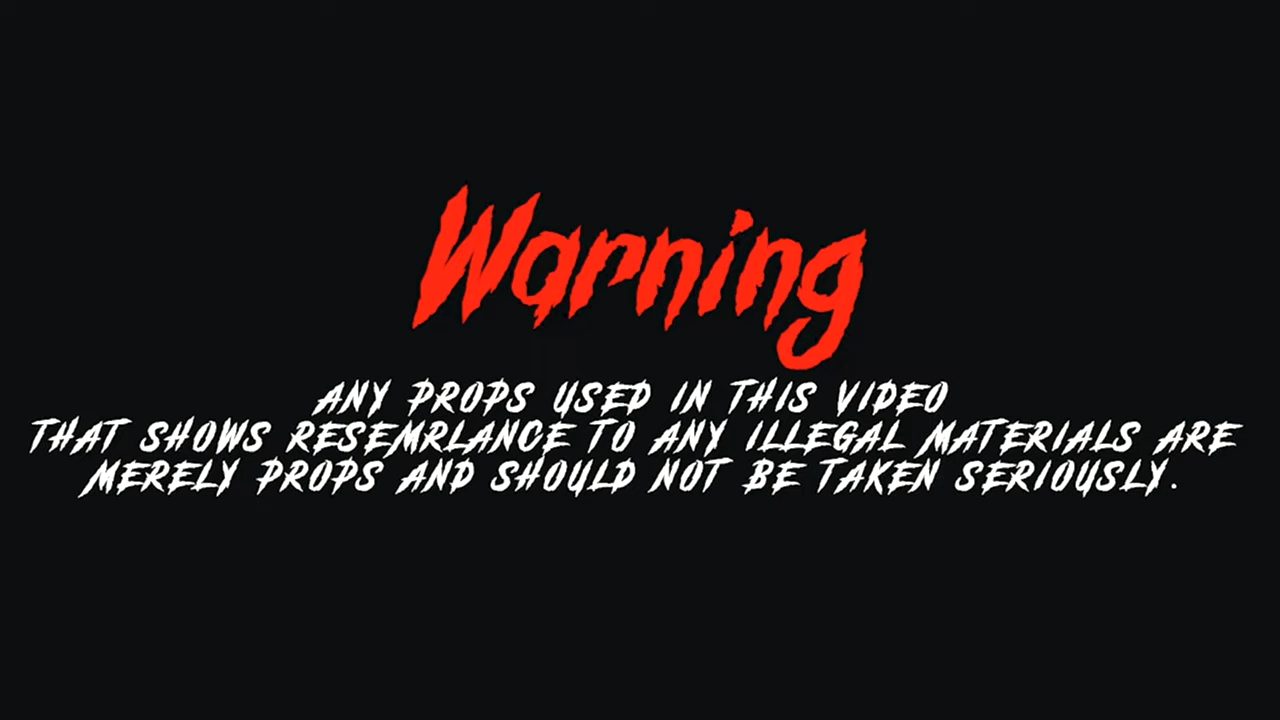 Warning
ANY PROPS USED IN THIS VIDEO
THAT SHOWS RESEMRLANCE TO ANY ILLEGAL MATERIALS ARE
MERELY PROPS AND SHOULD NOT BE TAKEN SERIOUSLY.